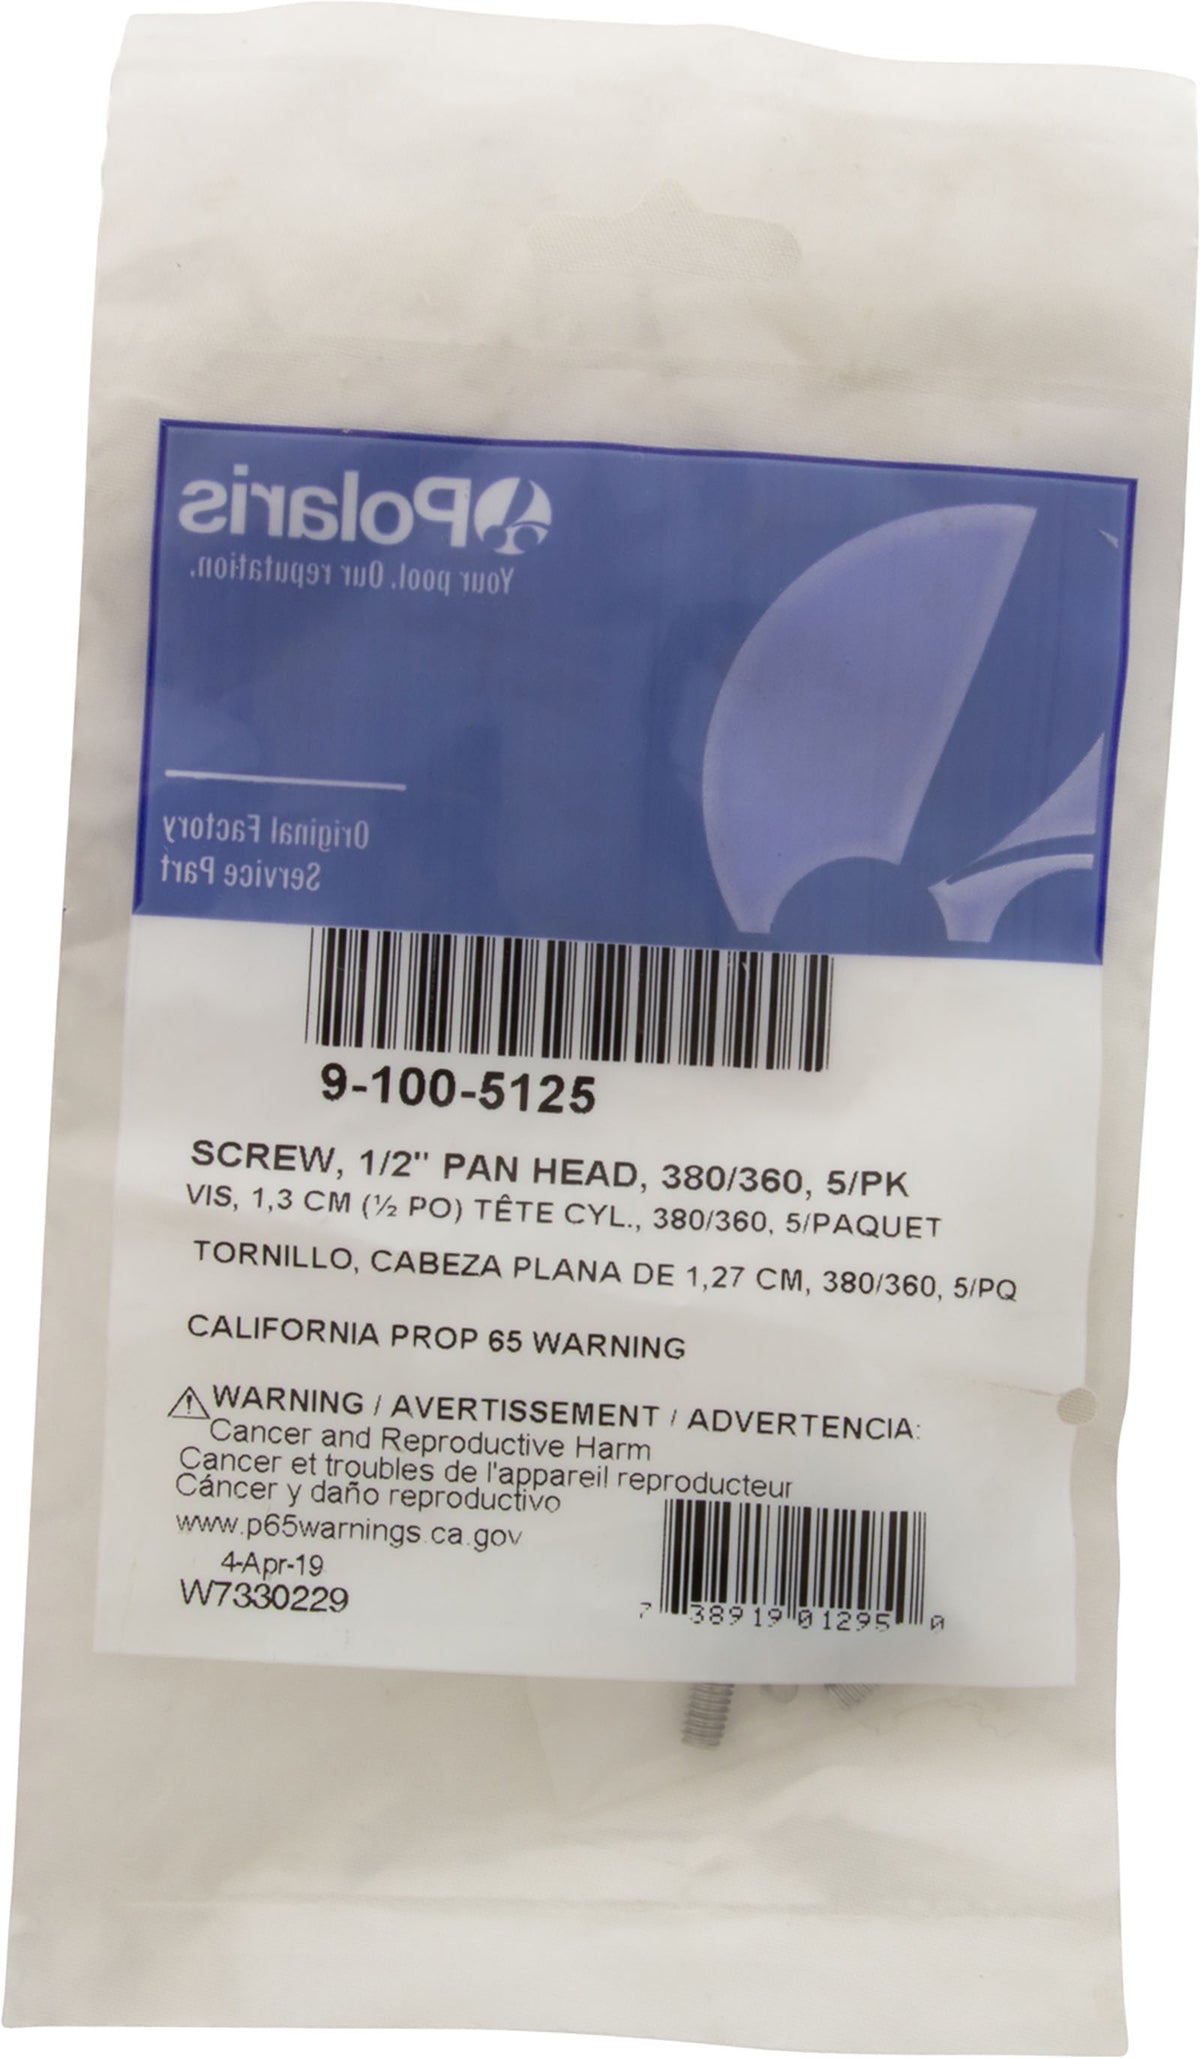 Polaris
Your pool. Our reputation.
Original Factory
Service Part
9-100-5125
SCREW, 1/2" PAN HEAD, 380/360, 5/PK
VIS, 1,3 CM (½ PO) TÊTE CYL., 380/360, 5/PAQUET
TORNILLO, CABEZA PLANA DE 1,27 CM, 380/360, 5/PQ
CALIFORNIA PROP 65 WARNING
WARNING / AVERTISSEMENT / ADVERTENCIA:
Cancer and Reproductive Harm
Cancer et troubles de l'appareil reproducteur
Cáncer y daño reproductivo
www.p65warnings.ca.gov
4-Apr-19
W7330229
7 38919 01295 0